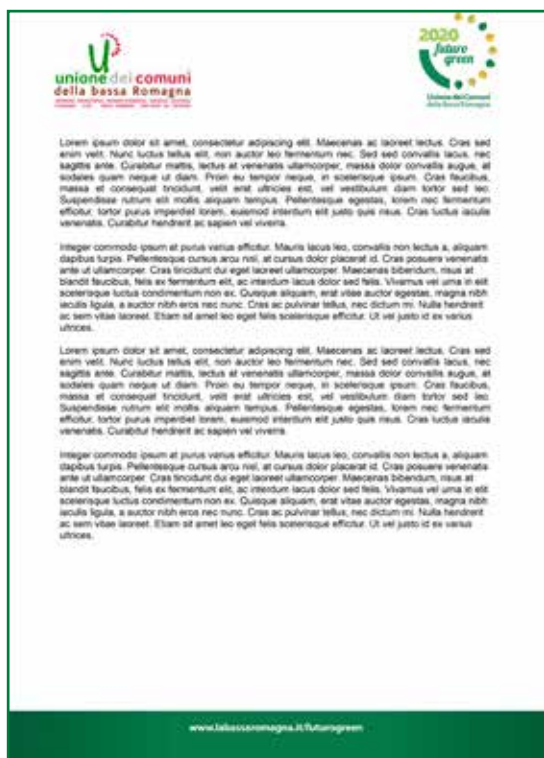 unione dei comuni
della bassa Romagna
2020
futuro
green
Unione dei Comuni
della Bassa Romagna
Lorem ipsum dolor sit amet, consectetur adipiscing elit. Maecenas ac laoreet lectus. Cras sed
enim velit. Nunc luctus tellus elit, non auctor leo fermentum nec. Sed sed convallis lacus, nec
sagittis ante. Curabitur mattis, lectus at venenatis ullamcorper, massa dolor convallis augue, at
sodales quam neque ut diam. Proin eu tempor neque, in scelerisque ipsum. Cras faucibus,
massa et consequat tincidunt, velit erat ultricies est, vel vestibulum diam tortor sed leo.
Suspendisse rutrum elit mollis aliquam tempus. Pellentesque egestas, lorem nec fermentum
efficitur, tortor purus imperdiet lorem, euismod interdum elit justo quis risus. Cras luctus iaculis
venenatis. Curabitur hendrerit ac sapien vel viverra.
Integer commodo ipsum at purus varius efficitur. Mauris lacus leo, convallis non lectus a, aliquam
dapibus turpis. Pellentesque cursus arcu nisl, at cursus dolor placerat id. Cras posuere venenatis
ante ut ullamcorper. Cras tincidunt dui eget laoreet ullamcorper. Maecenas bibendum, risus at
blandit faucibus, felis ex fermentum elit, ac interdum lacus dolor sed felis. Vivamus vel urna in elit
scelerisque luctus condimentum non ex. Quisque aliquam, erat vitae auctor egestas, magna nibh
iaculis ligula, a auctor nibh eros nec nunc. Cras ac pulvinar tellus, nec dictum mi. Nulla hendrerit
ac sem vitae laoreet. Etiam sit amet leo eget felis scelerisque efficitur. Ut vel justo id ex varius
ultrices.
Lorem ipsum dolor sit amet, consectetur adipiscing elit. Maecenas ac laoreet lectus. Cras sed
enim velit. Nunc luctus tellus elit, non auctor leo fermentum nec. Sed sed convallis lacus, nec
sagittis ante. Curabitur mattis, lectus at venenatis ullamcorper, massa dolor convallis augue, at
sodales quam neque ut diam. Proin eu tempor neque, in scelerisque ipsum. Cras faucibus,
massa et consequat tincidunt, velit erat ultricies est, vel vestibulum diam tortor sed leo.
Suspendisse rutrum elit mollis aliquam tempus. Pellentesque egestas, lorem nec fermentum
efficitur, tortor purus imperdiet lorem, euismod interdum elit justo quis risus. Cras luctus iaculis
venenatis. Curabitur hendrerit ac sapien vel viverra.
Integer commodo ipsum at purus varius efficitur. Mauris lacus leo, convallis non lectus a, aliquam
dapibus turpis. Pellentesque cursus arcu nisl, at cursus dolor placerat id. Cras posuere venenatis
ante ut ullamcorper. Cras tincidunt dui eget laoreet ullamcorper. Maecenas bibendum, risus at
blandit faucibus, felis ex fermentum elit, ac interdum lacus dolor sed felis. Vivamus vel urna in elit
scelerisque luctus condimentum non ex. Quisque aliquam, erat vitae auctor egestas, magna nibh
iaculis ligula, a auctor nibh eros nec nunc. Cras ac pulvinar tellus, nec dictum mi. Nulla hendrerit
ac sem vitae laoreet. Etiam sit amet leo eget felis scelerisque efficitur. Ut vel justo id ex varius
ultrices.
www.labassaromagna.it/futurogreen